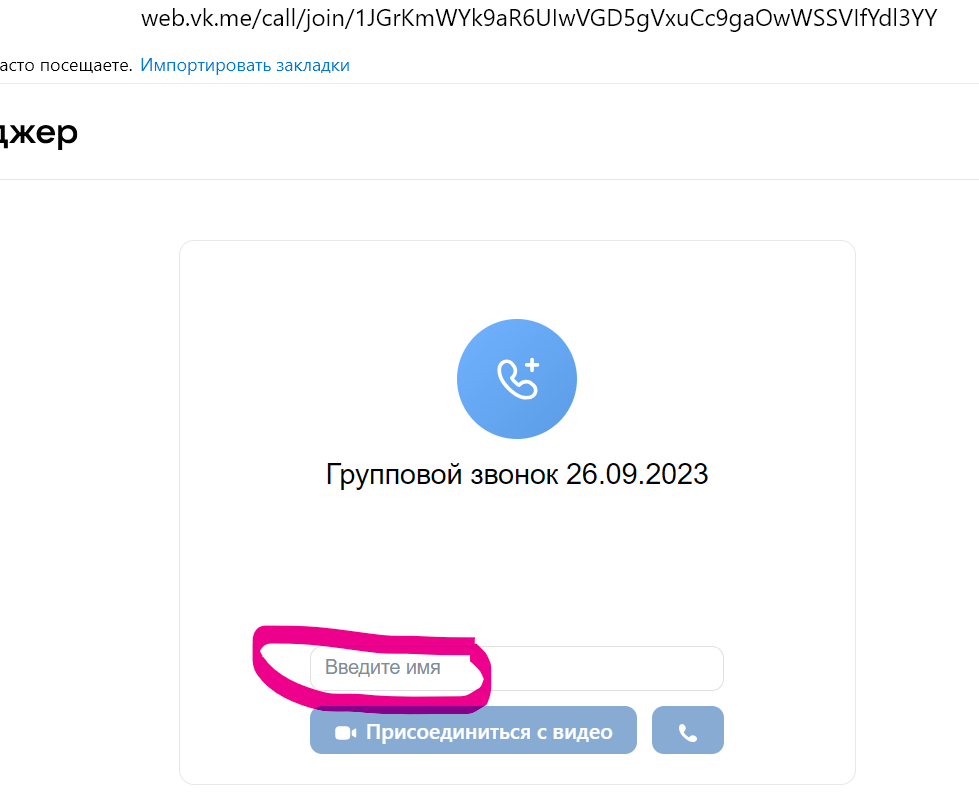 web.vk.me/call/join/1JGrKmWYk9aR6UIwVGD5gVxuCc9gaOwWSSVIfYdl3YY
асто посещаете. Импортировать закладки
джер
Групповой звонок 26.09.2023
Введите имя
Присоединиться с видео